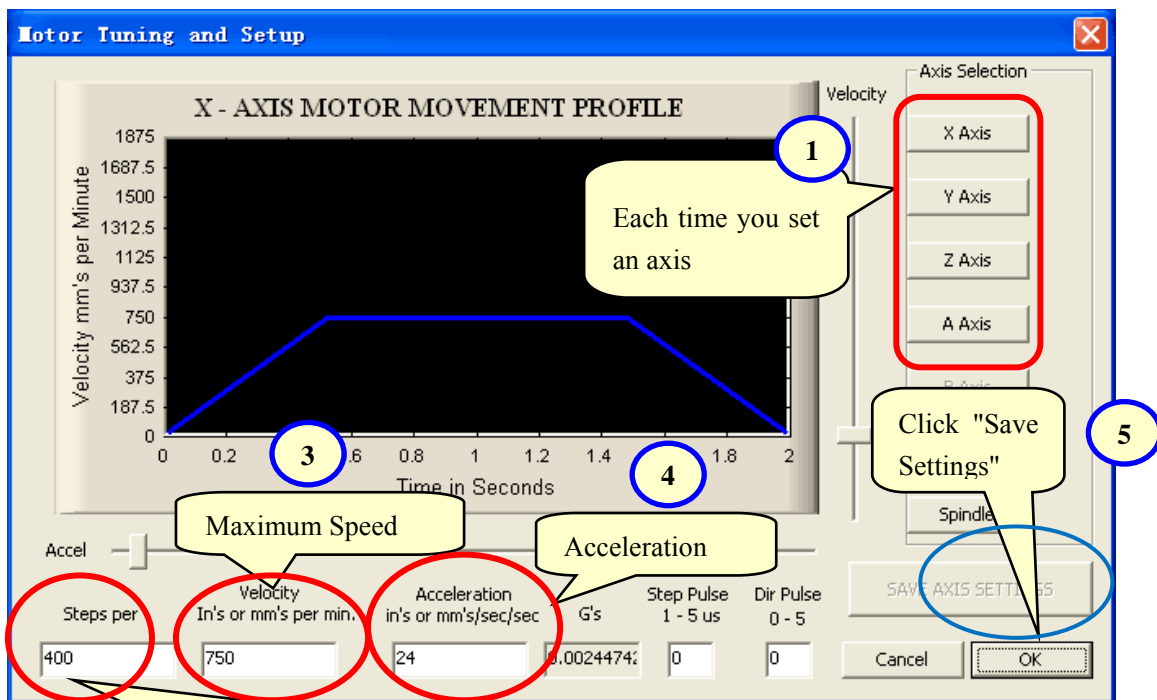 Motor Tuning and Setup
Axis Selection
Velocity
X - AXIS MOTOR MOVEMENT PROFILE
Velocity mm's per Minute
1875
1687.5
1500
1312.5
1125
937.5
750
562.5
375
187.5
0
0 0.2 .6 0.8 1 1.2 1.4 1.8 2
Time in Seconds
1
Each time you set
an axis
X Axis
Y Axis
Z Axis
A Axis
B Axis
Click "Save
Settings"
5
3
4
Spindle
Maximum Speed
Acceleration
Accel
Steps per
Velocity
In's or mm's per min.
Acceleration
in's or mm's/sec/sec
G's
Step Pulse
1 - 5 us
Dir Pulse
0 - 5
SAVE AXIS SETTINGS
400
750
24
0.00244742
0
0
Cancel
OK